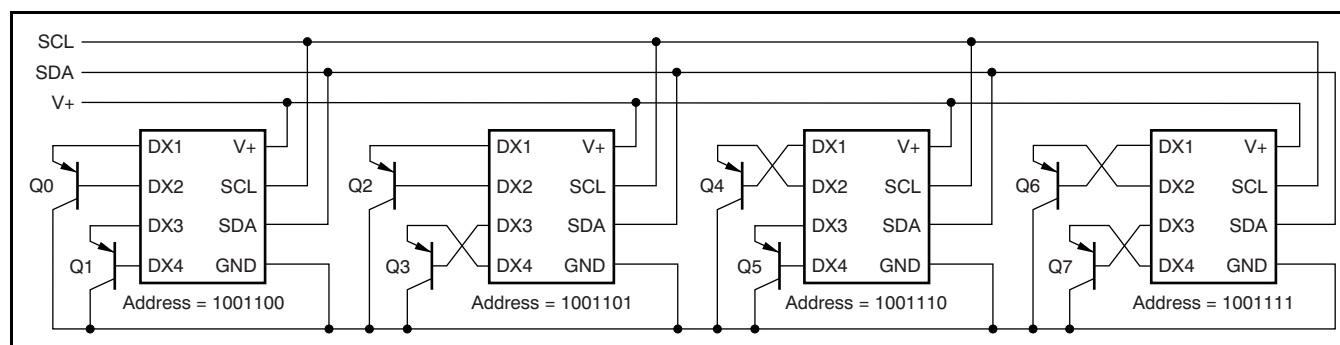 SCL
SDA
V+
DX1 V+
Q0 DX2 SCL
DX3 SDA
Q1 DX4 GND
Address = 1001100
DX1 V+
Q2 DX2 SCL
DX3 SDA
Q3 DX4 GND
Address = 1001101
DX1 V+
Q4 DX2 SCL
DX3 SDA
Q5 DX4 GND
Address = 1001110
DX1 V+
Q6 DX2 SCL
DX3 SDA
Q7 DX4 GND
Address = 1001111